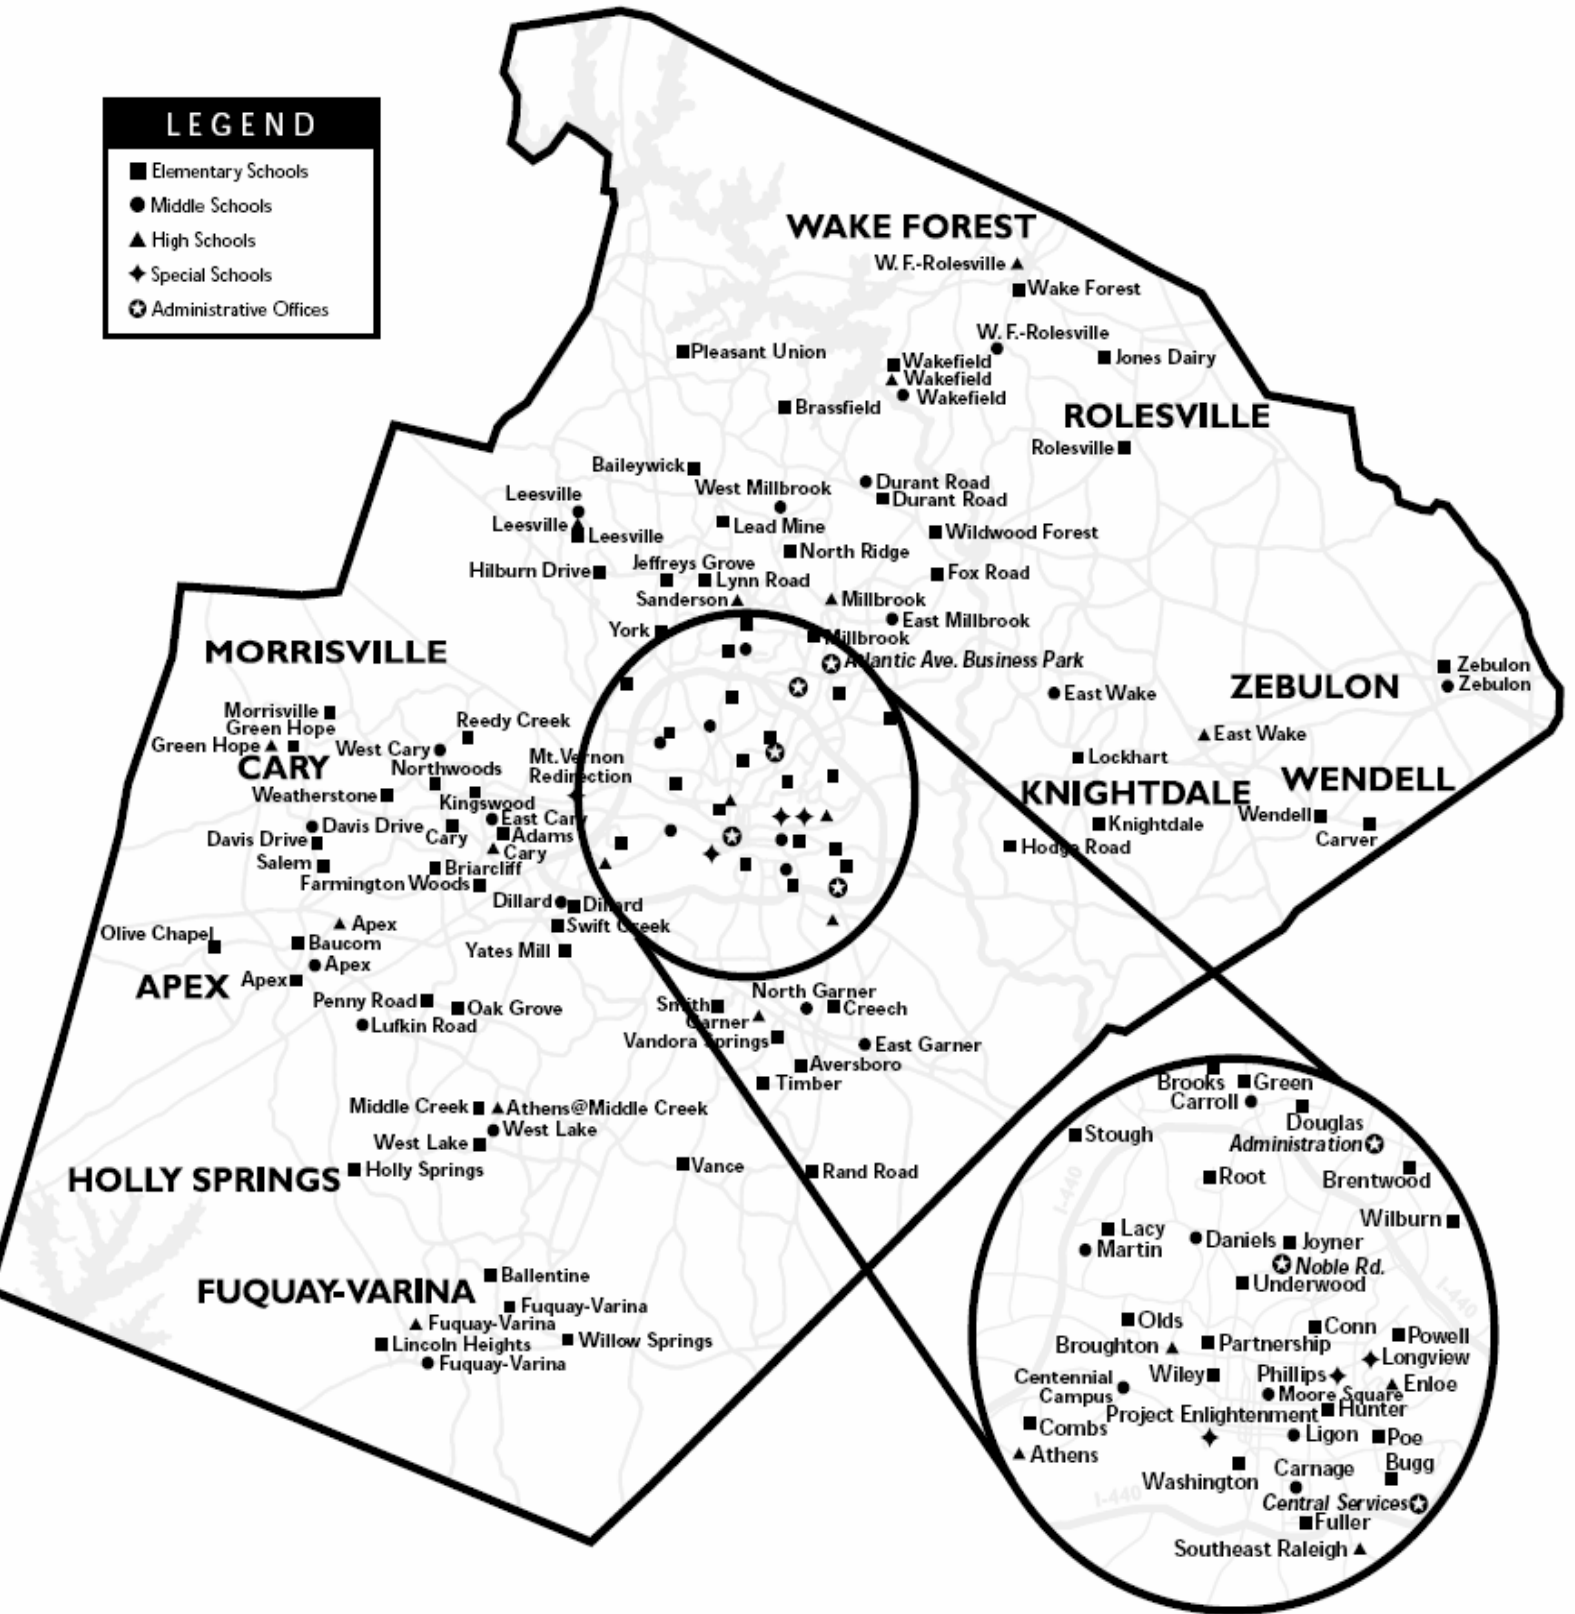 LEGEND
Elementary Schools
Middle Schools
High Schools
Special Schools
Administrative Offices
WAKE FOREST
W. F.-Rolesville
Wake Forest
W. F.-Rolesville
Pleasant Union
Wakefield
Jones Dairy
Wakefield
Wakefield
Brassfield
ROLESVILLE
Rolesville
Baileywick
West Millbrook
Durant Road
Durant Road
Leesville
Leesville
Leesville
Lead Mine
Wildwood Forest
North Ridge
Hilburn Drive
Jeffreys Grove
Lynn Road
Fox Road
Sanderson
Millbrook
East Millbrook
York
Millbrook
Atlantic Ave. Business Park
MORRISVILLE
ZEBULON
Zebulon
Zebulon
East Wake
East Wake
Lockhart
KNIGHTDALE
WENDELL
Knightdale
Wendell
Carver
Hodge Road
Morrisville
Green Hope
Green Hope
CARY
West Cary
Reedy Creek
Northwoods
Mt. Vernon
Redirection
Weatherstone
Kingswood
East Cary
Davis Drive
Davis Drive
Cary
Adams
Cary
Salem
Briarcliff
Farmington Woods
Dillard
Dillard
Swift Creek
Yates Mill
Olive Chapel
Apex
Baucom
Apex
APEX
Apex
Penny Road
Oak Grove
Lufkin Road
North Garner
Smith
Creech
Garner
Vandora Springs
East Garner
Aversboro
Timber
Middle Creek
Athens@Middle Creek
West Lake
West Lake
HOLLY SPRINGS
Holly Springs
Vance
Rand Road
FUQUAY-VARINA
Ballentine
Fuquay-Varina
Fuquay-Varina
Lincoln Heights
Willow Springs
Fuquay-Varina
Brooks
Green
Carroll
Douglas
Stough
Administration
I-440
Root
Brentwood
Wilburn
Lacy
Martin
Daniels
Joyner
Noble Rd.
Underwood
I-440
Olds
Conn
Powell
Broughton
Partnership
Longview
Centennial
Campus
Wiley
Phillips
Enloe
Moore Square
Combs
Project Enlightenment
Hunter
Ligon
Poe
Athens
Bugg
Washington
Carnage
I-440
Central Services
Fuller
Southeast Raleigh